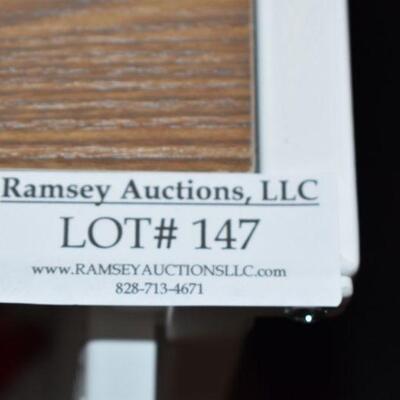 Ramsey Auctions, LLC
LOT# 147
www.RAMSEYAUCTIONSLLC.com
828-713-4671